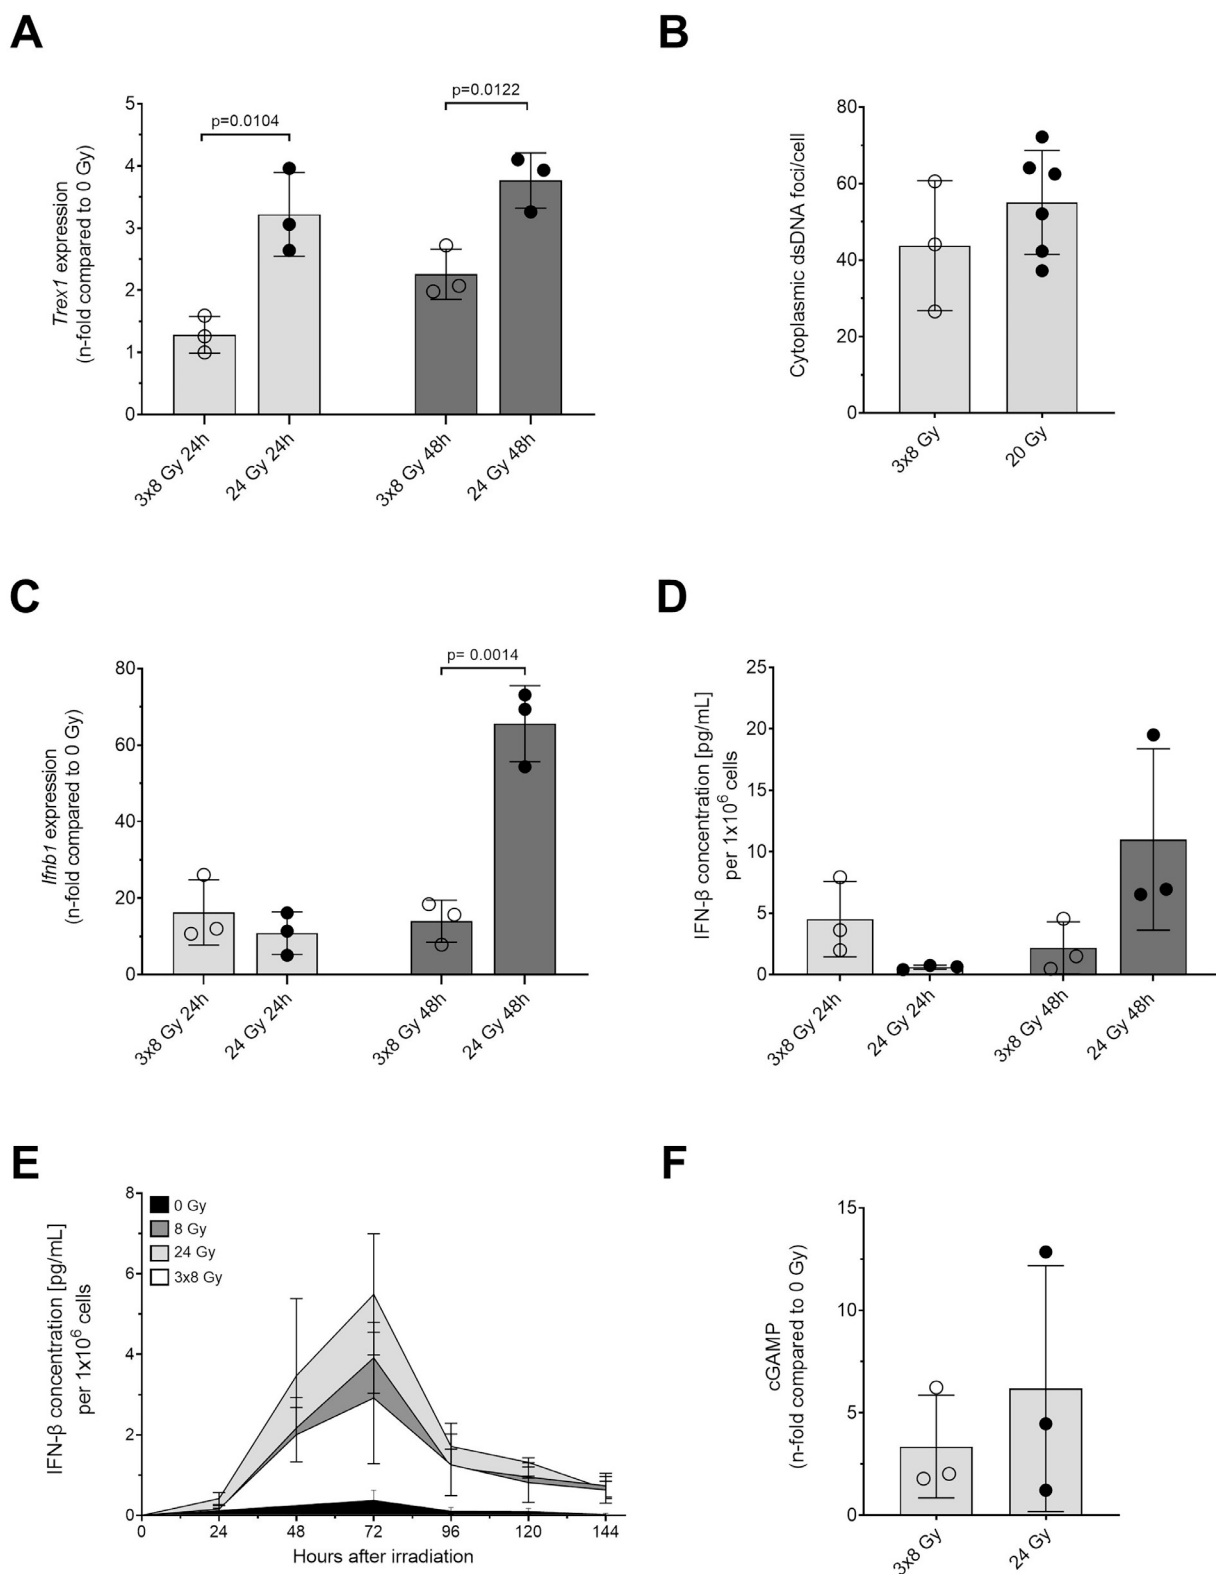 A
Trex1 expression
(n-fold compared to 0 Gy)
5
4
3
2
1
0
p=0.0104
p=0.0122
3x8 Gy 24h
24 Gy 24h
3x8 Gy 48h
24 Gy 48h
B
Cytoplasmic dsDNA foci/cell
80
60
40
20
0
3x8 Gy
20 Gy
C
Ifnb1 expression
(n-fold compared to 0 Gy)
80
60
40
20
0
p= 0.0014
3x8 Gy 24h
24 Gy 24h
3x8 Gy 48h
24 Gy 48h
D
IFN-β concentration [pg/mL]
per 1x10⁶ cells
25
20
15
10
5
0
3x8 Gy 24h
24 Gy 24h
3x8 Gy 48h
24 Gy 48h
E
IFN-β concentration [pg/mL]
per 1x10⁶ cells
8
6
4
2
0
0 Gy
8 Gy
24 Gy
3x8 Gy
0 24 48 72 96 120 144
Hours after irradiation
F
cGAMP
(n-fold compared to 0 Gy)
15
10
5
0
3x8 Gy
24 Gy